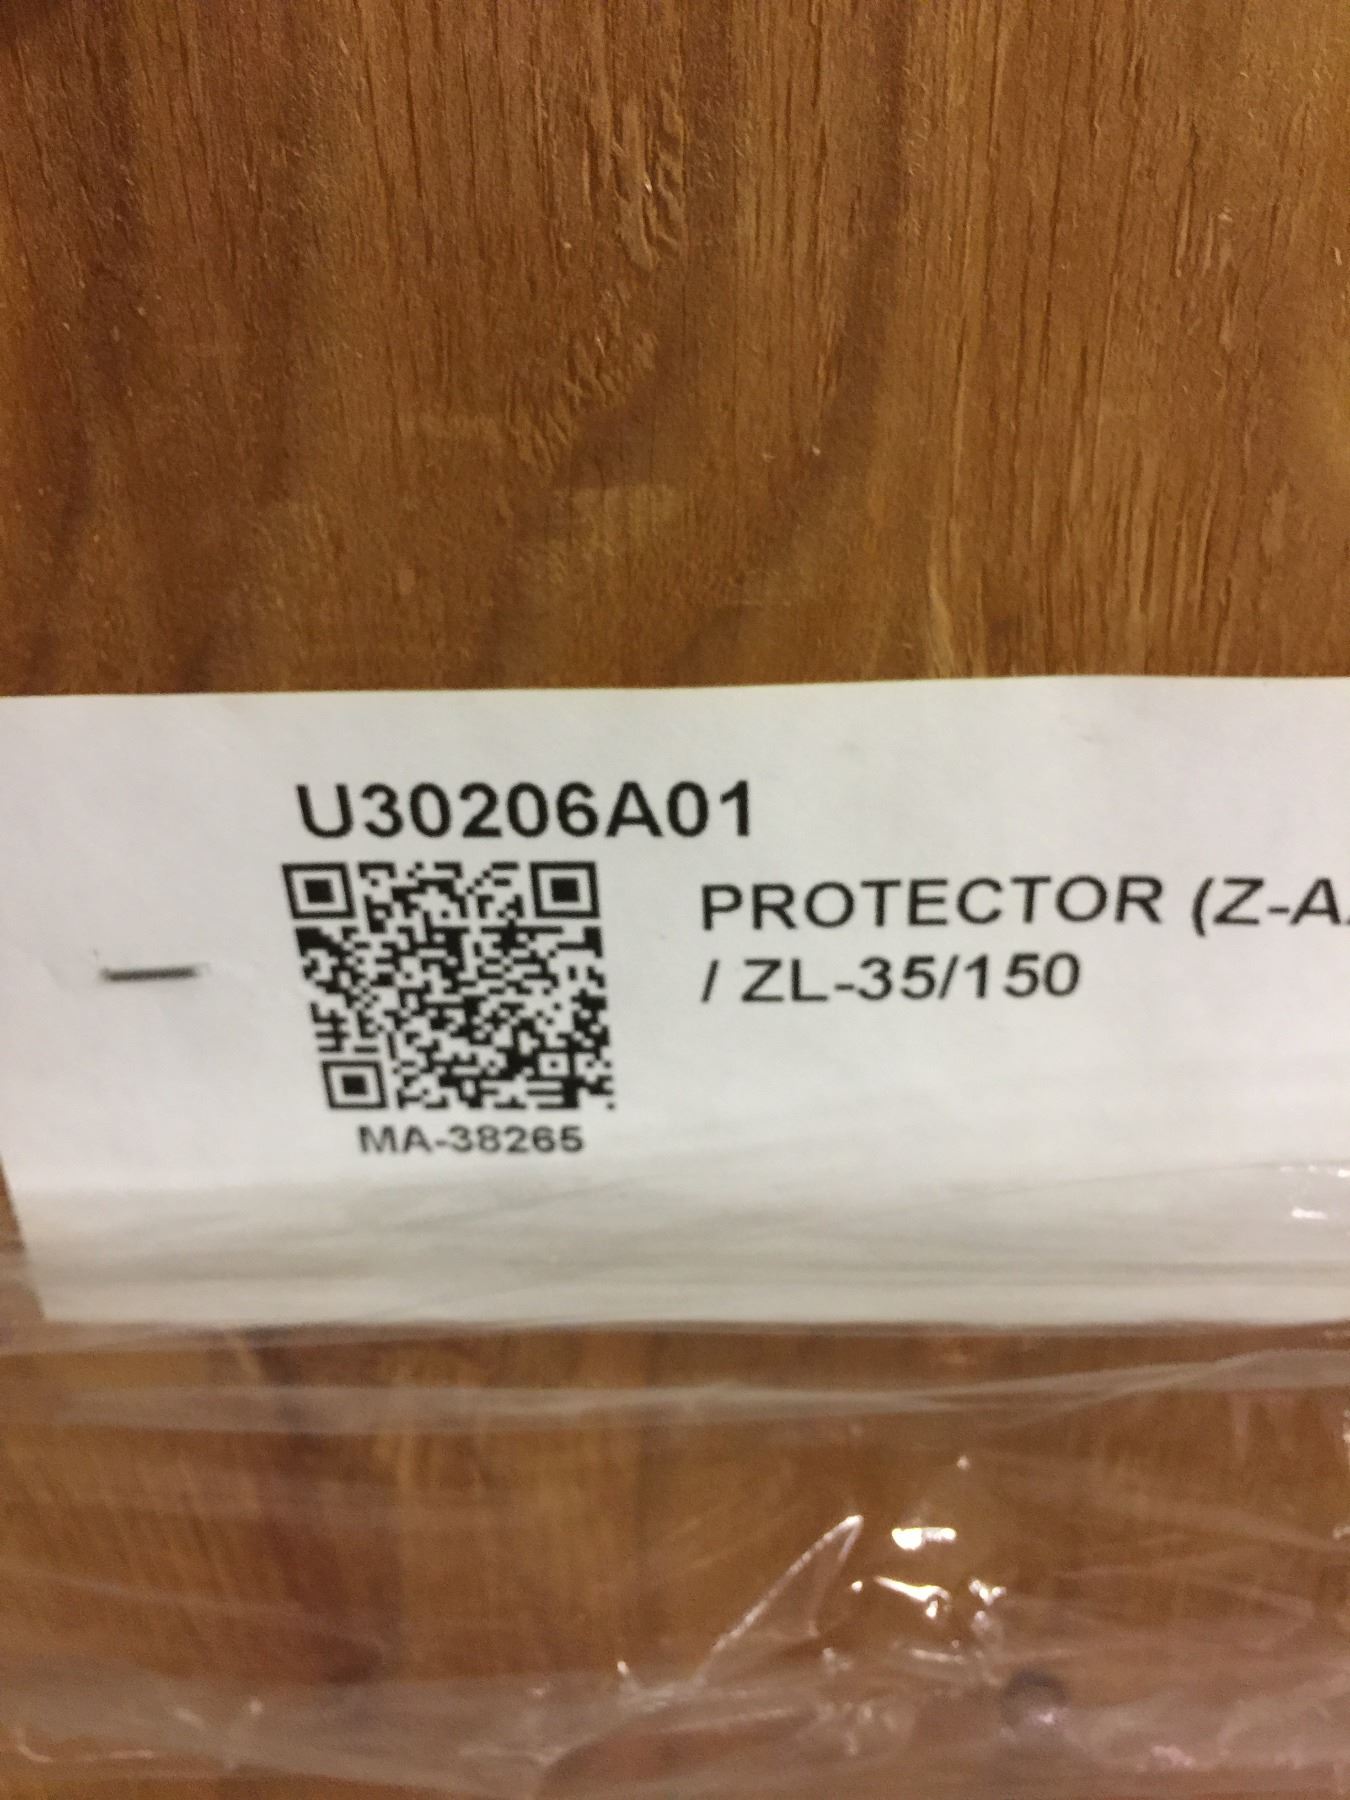 U30206A01
PROTECTOR (Z-A
/ ZL-35/150
MA-38265